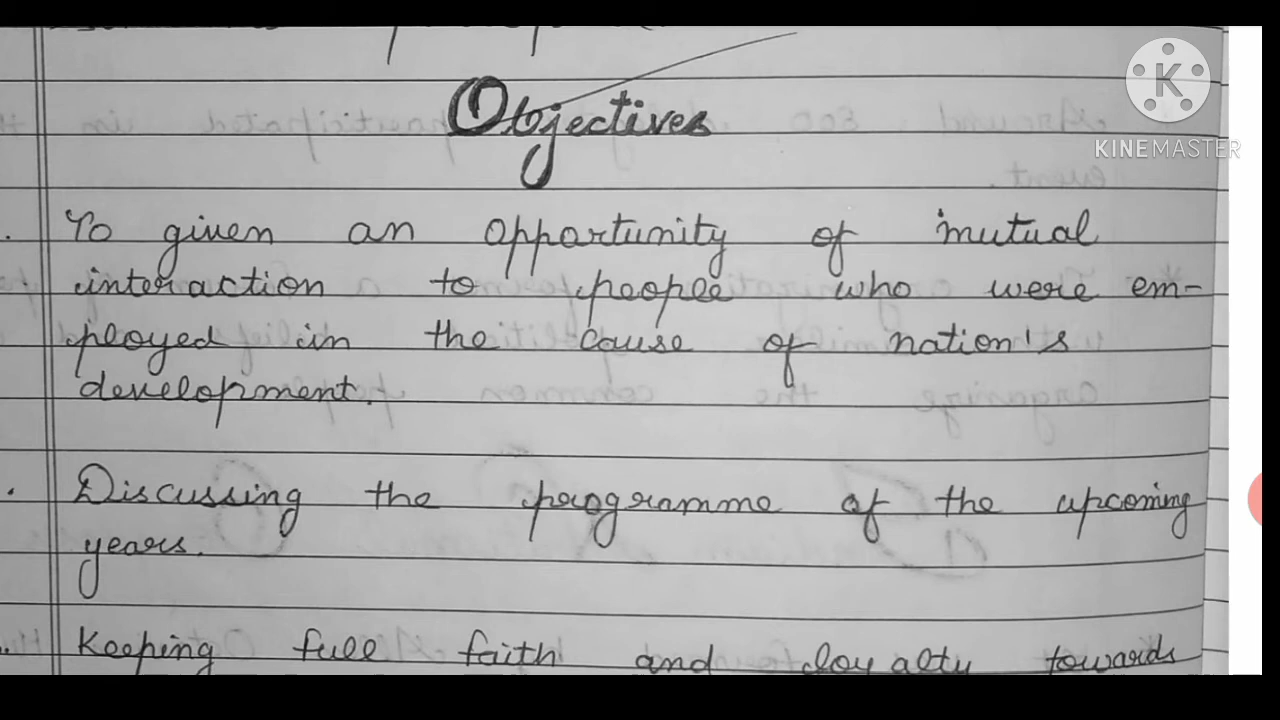 Objectives
KINEMASTER
To given an opportunity of mutual
interaction to people who were em-
ployed in the cause of nation's
development.
Discussing the programme of the upcoming
years.
Keeping full faith and loyalty towards